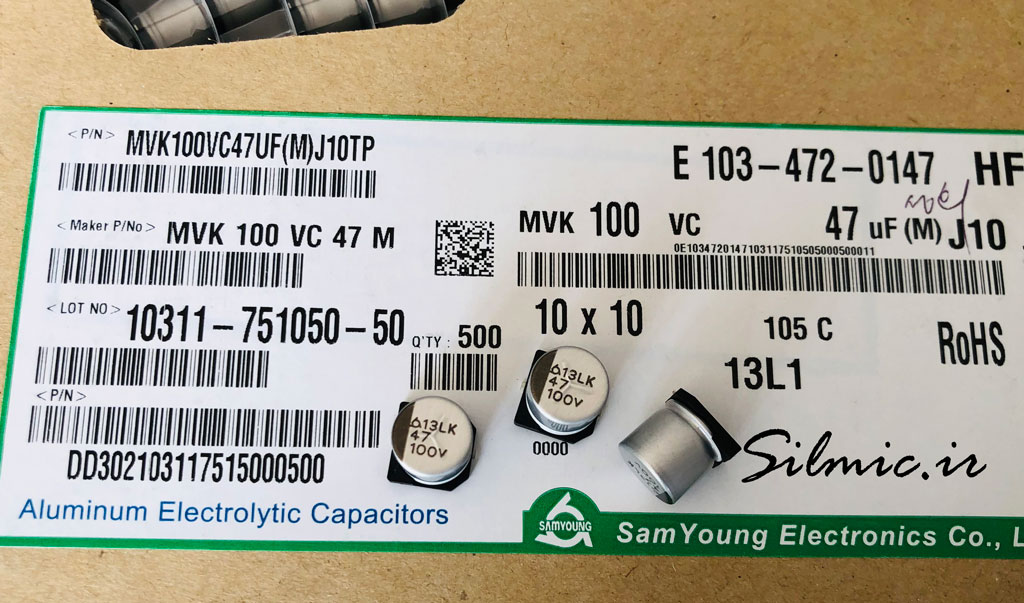 <P/N> MVK100VC47UF(M)J10TP
E 103-472-0147 HF
<Maker P/No> MVK 100 VC 47 M
MVK 100 VC 47 uF (M) J10
0E10347201471031175105050000500011
<LOT NO> 10311-751050-50
Q'TY : 500
10 x 10
105 C
RoHS
13L1
<P/N>
DD302103117515000500
13LK
47
100V
13LK
47
100V
0000
Silmic.ir
Aluminum Electrolytic Capacitors
SAMYOUNG
SamYoung Electronics Co., L